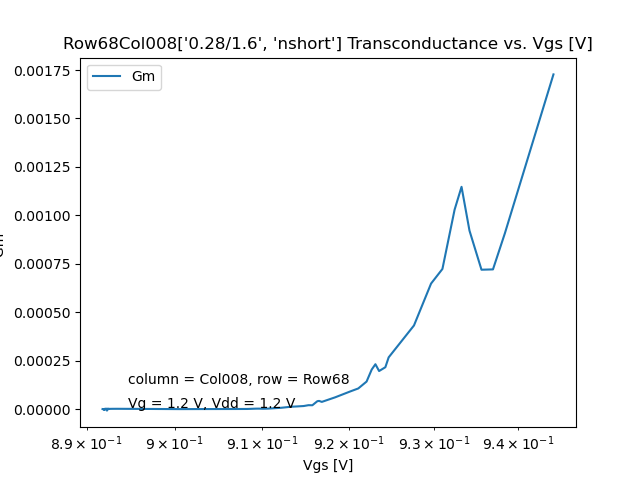 Row68Col008['0.28/1.6', 'nshort'] Transconductance vs. Vgs [V]
Gm
0.00175
0.00150
0.00125
0.00100
0.00075
0.00050
0.00025
0.00000
Gm
column = Col008, row = Row68
Vg = 1.2 V, Vdd = 1.2 V
8.9 × 10⁻¹ 9 × 10⁻¹ 9.1 × 10⁻¹ 9.2 × 10⁻¹ 9.3 × 10⁻¹ 9.4 × 10⁻¹
Vgs [V]